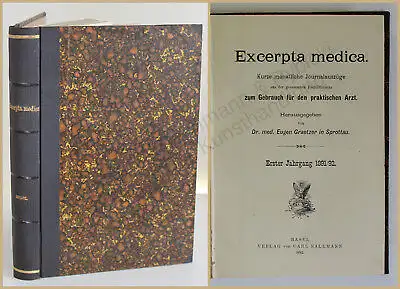 Excerpta medica
Excerpta medica.
Kurze monatliche Journalauszüge
aus der gesammten Fachlitteratur
zum Gebrauch für den praktischen Arzt.
Herausgegeben
von
Dr. med. Eugen Graetzer in Sprottau.
Erster Jahrgang 1891/92.
BASEL
VERLAG von CARL SALLMANN
1892.